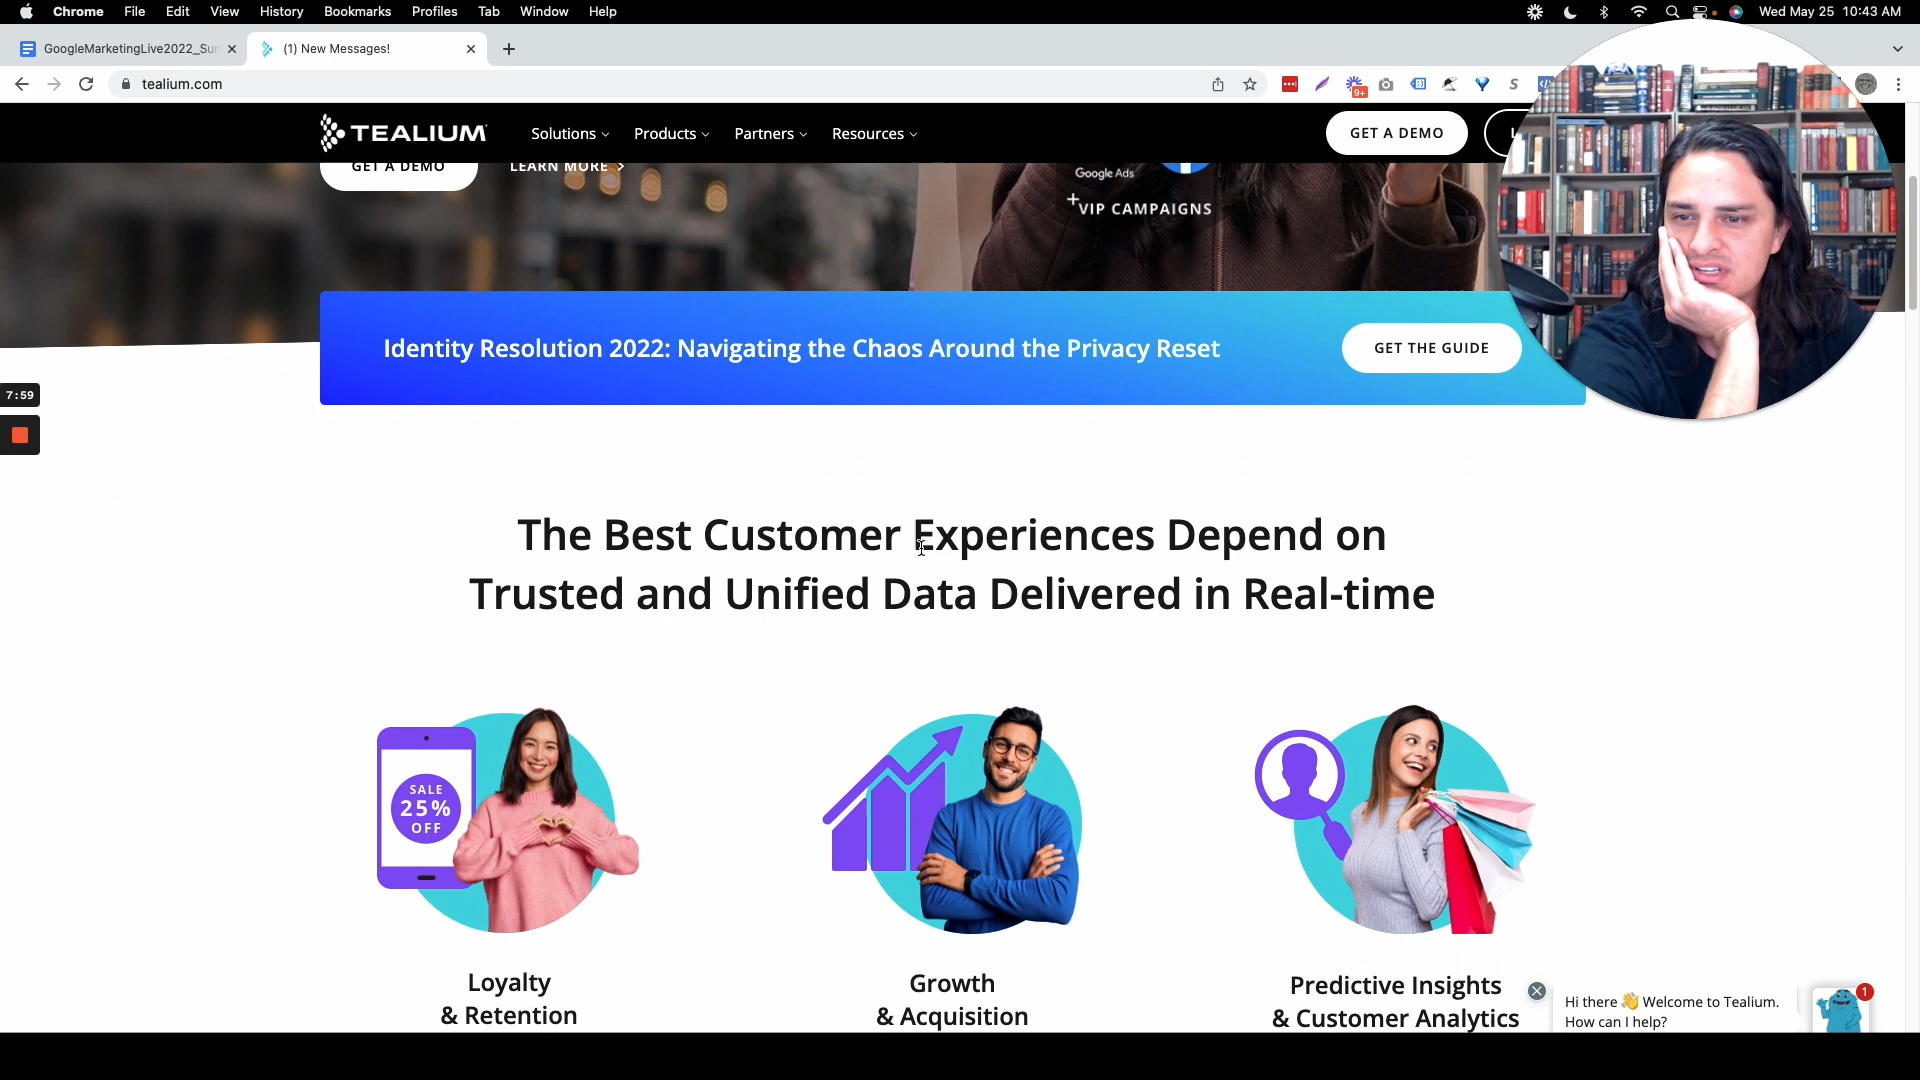 Chrome File Edit View History Bookmarks Profiles Tab Window Help
Wed May 25 10:43 AM
GoogleMarketingLive2022_Sur
(1) New Messages!
tealium.com
9+
TEALIUM
Solutions
Products
Partners
Resources
GET A DEMO
GET A DEMO
LEARN MORE >
Google Ads
VIP CAMPAIGNS
Identity Resolution 2022: Navigating the Chaos Around the Privacy Reset
GET THE GUIDE
7:59
The Best Customer Experiences Depend on
Trusted and Unified Data Delivered in Real-time
SALE
25%
OFF
Loyalty
& Retention
Growth
& Acquisition
Predictive Insights
& Customer Analytics
Hi there 👋 Welcome to Tealium.
How can I help?
1